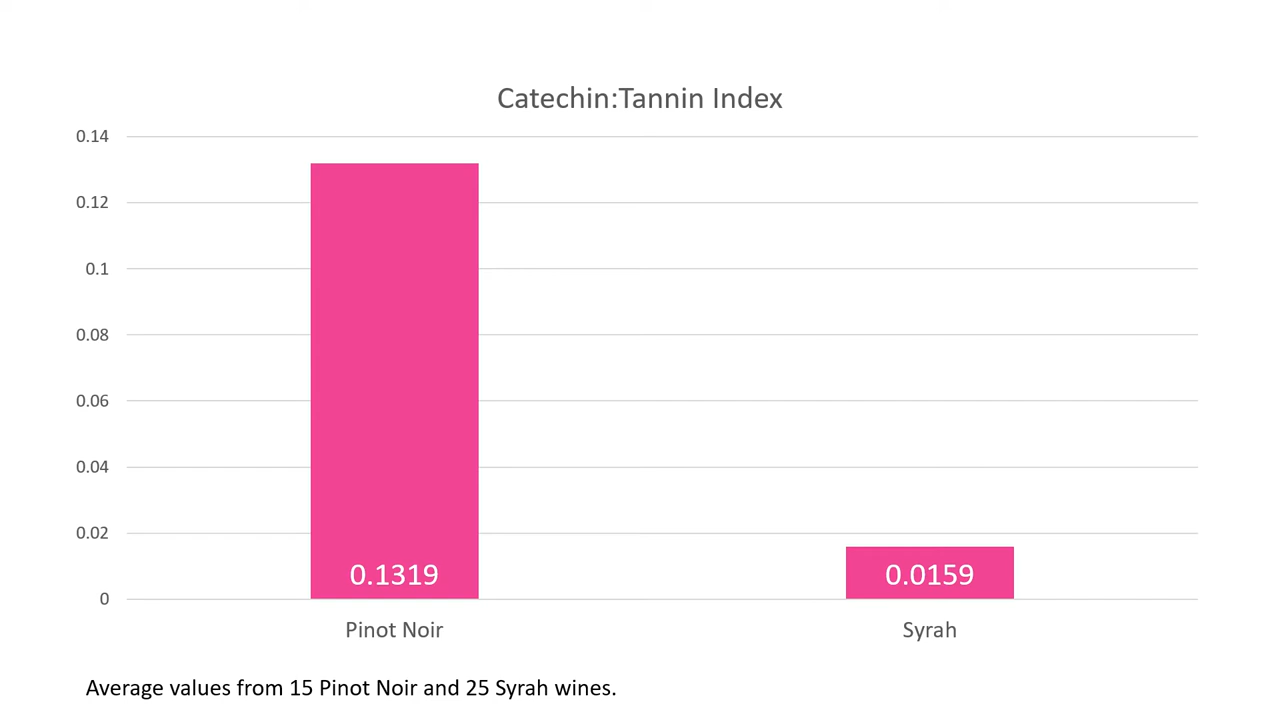 Catechin:Tannin Index
0.14
0.12
0.1
0.08
0.06
0.04
0.02
0
0.1319
0.0159
Pinot Noir
Syrah
Average values from 15 Pinot Noir and 25 Syrah wines.